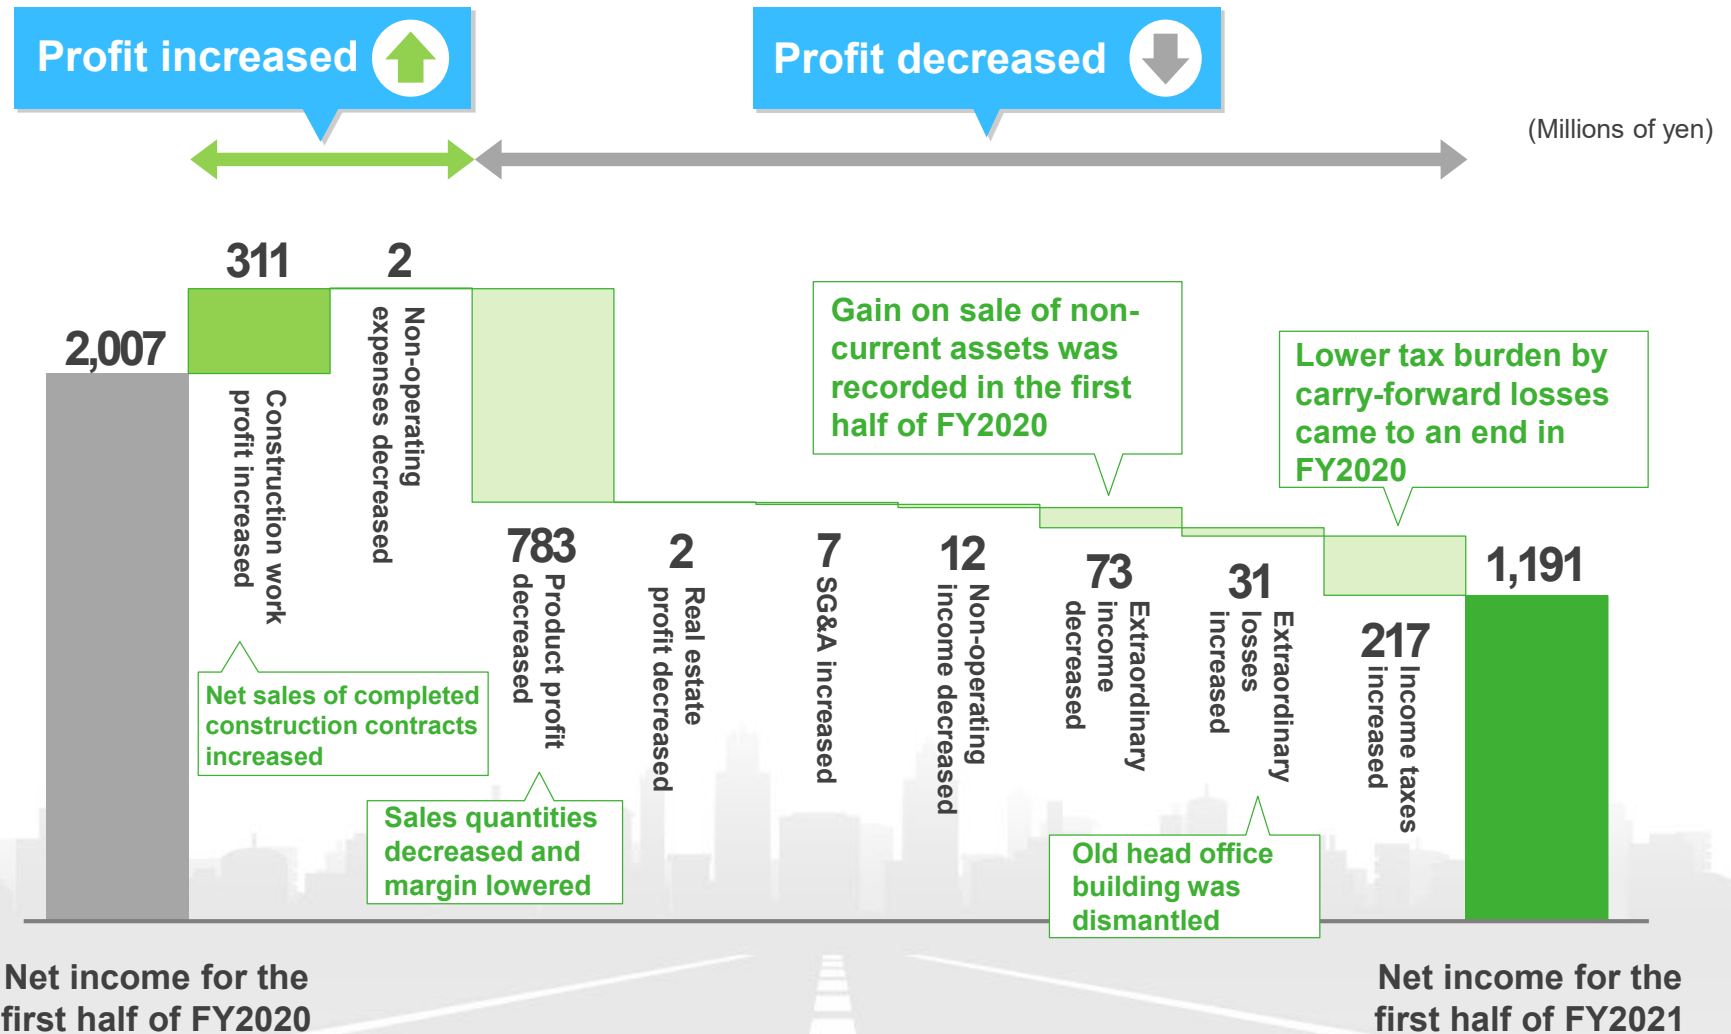 Profit increased
Profit decreased
(Millions of yen)
2,007
311
Construction work
profit increased
Net sales of completed
construction contracts
increased
2
Non-operating
expenses decreased
783
Product profit
decreased
Sales quantities
decreased and
margin lowered
2
Real estate
profit decreased
7
SG&A increased
12
Non-operating
income decreased
Gain on sale of non-
current assets was
recorded in the first
half of FY2020
73
Extraordinary
income
decreased
31
Extraordinary
losses
increased
Old head office
building was
dismantled
Lower tax burden by
carry-forward losses
came to an end in
FY2020
217
Income taxes
increased
1,191
Net income for the
first half of FY2020
Net income for the
first half of FY2021